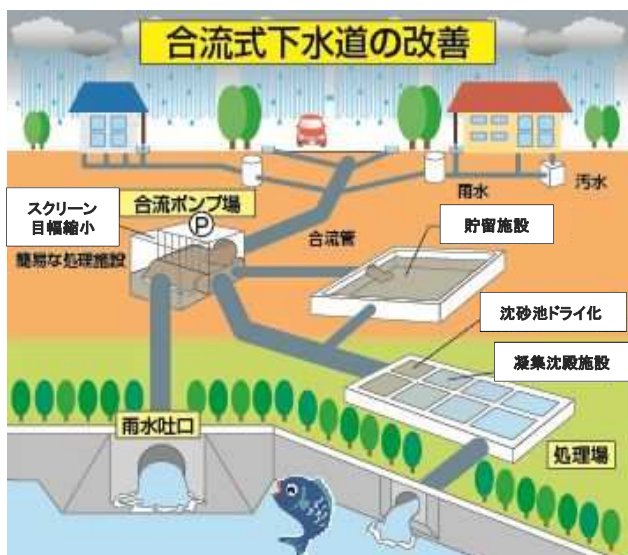 合流式下水道の改善
雨水
汚水
合流ポンプ場
スクリーン
目幅縮小
P
合流管
貯留施設
簡易な処理施設
沈砂池ドライ化
凝集沈殿施設
雨水吐口
処理場